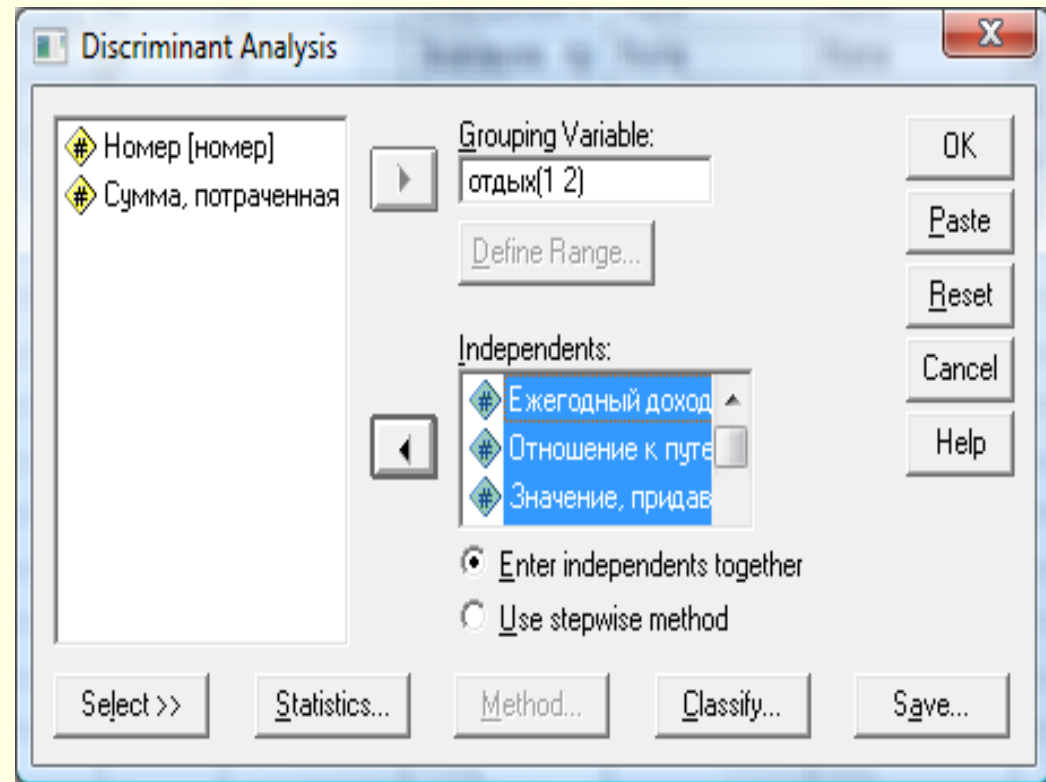 Discriminant Analysis
Номер [номер]
Сумма, потраченная
Grouping Variable:
отдых(1 2)
Define Range...
Independents:
Ежегодный доход
Отношение к путе
Значение, придав
Enter independents together
Use stepwise method
OK
Paste
Reset
Cancel
Help
Select >>
Statistics...
Method...
Classify...
Save...